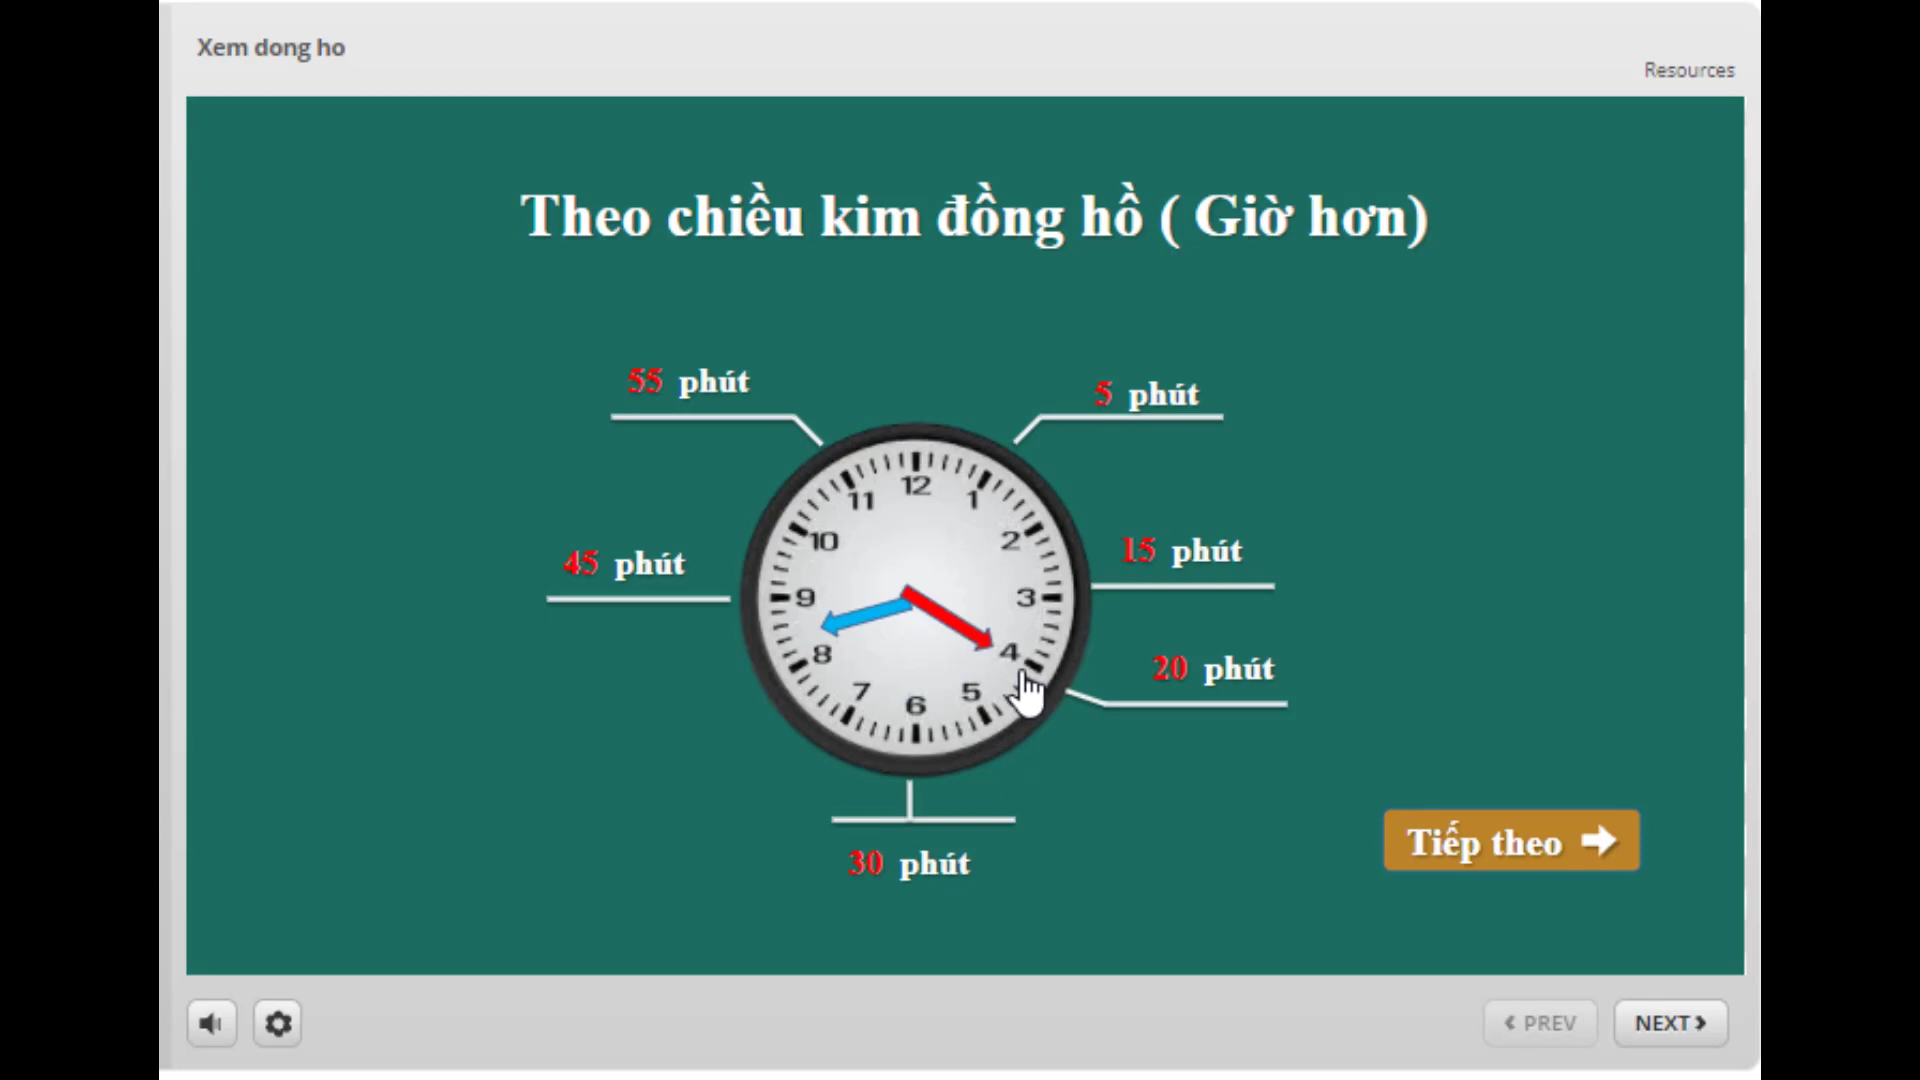 Xem dong ho
Resources
Theo chiều kim đồng hồ ( Giờ hơn)
55 phút
5 phút
12
11
1
10
2
45 phút
15 phút
9
3
8
4
20 phút
7
5
6
30 phút
Tiếp theo
PREV
NEXT